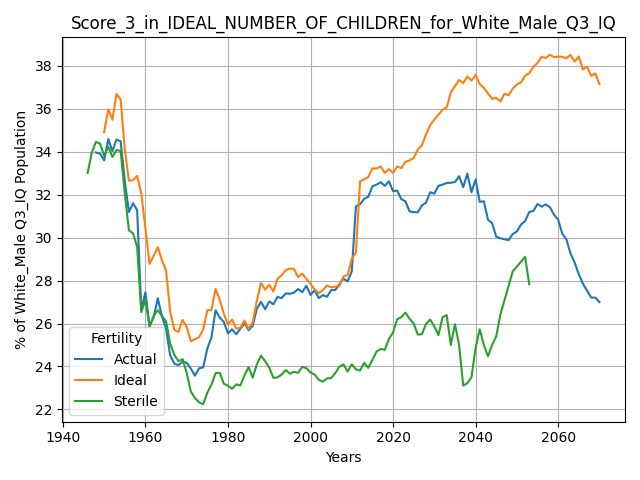 Score_3_in_IDEAL_NUMBER_OF_CHILDREN_for_White_Male_Q3_IQ
% of White_Male Q3_IQ Population
38
36
34
32
30
28
26
24
22
Fertility
Actual
Ideal
Sterile
1940 1960 1980 2000 2020 2040 2060
Years